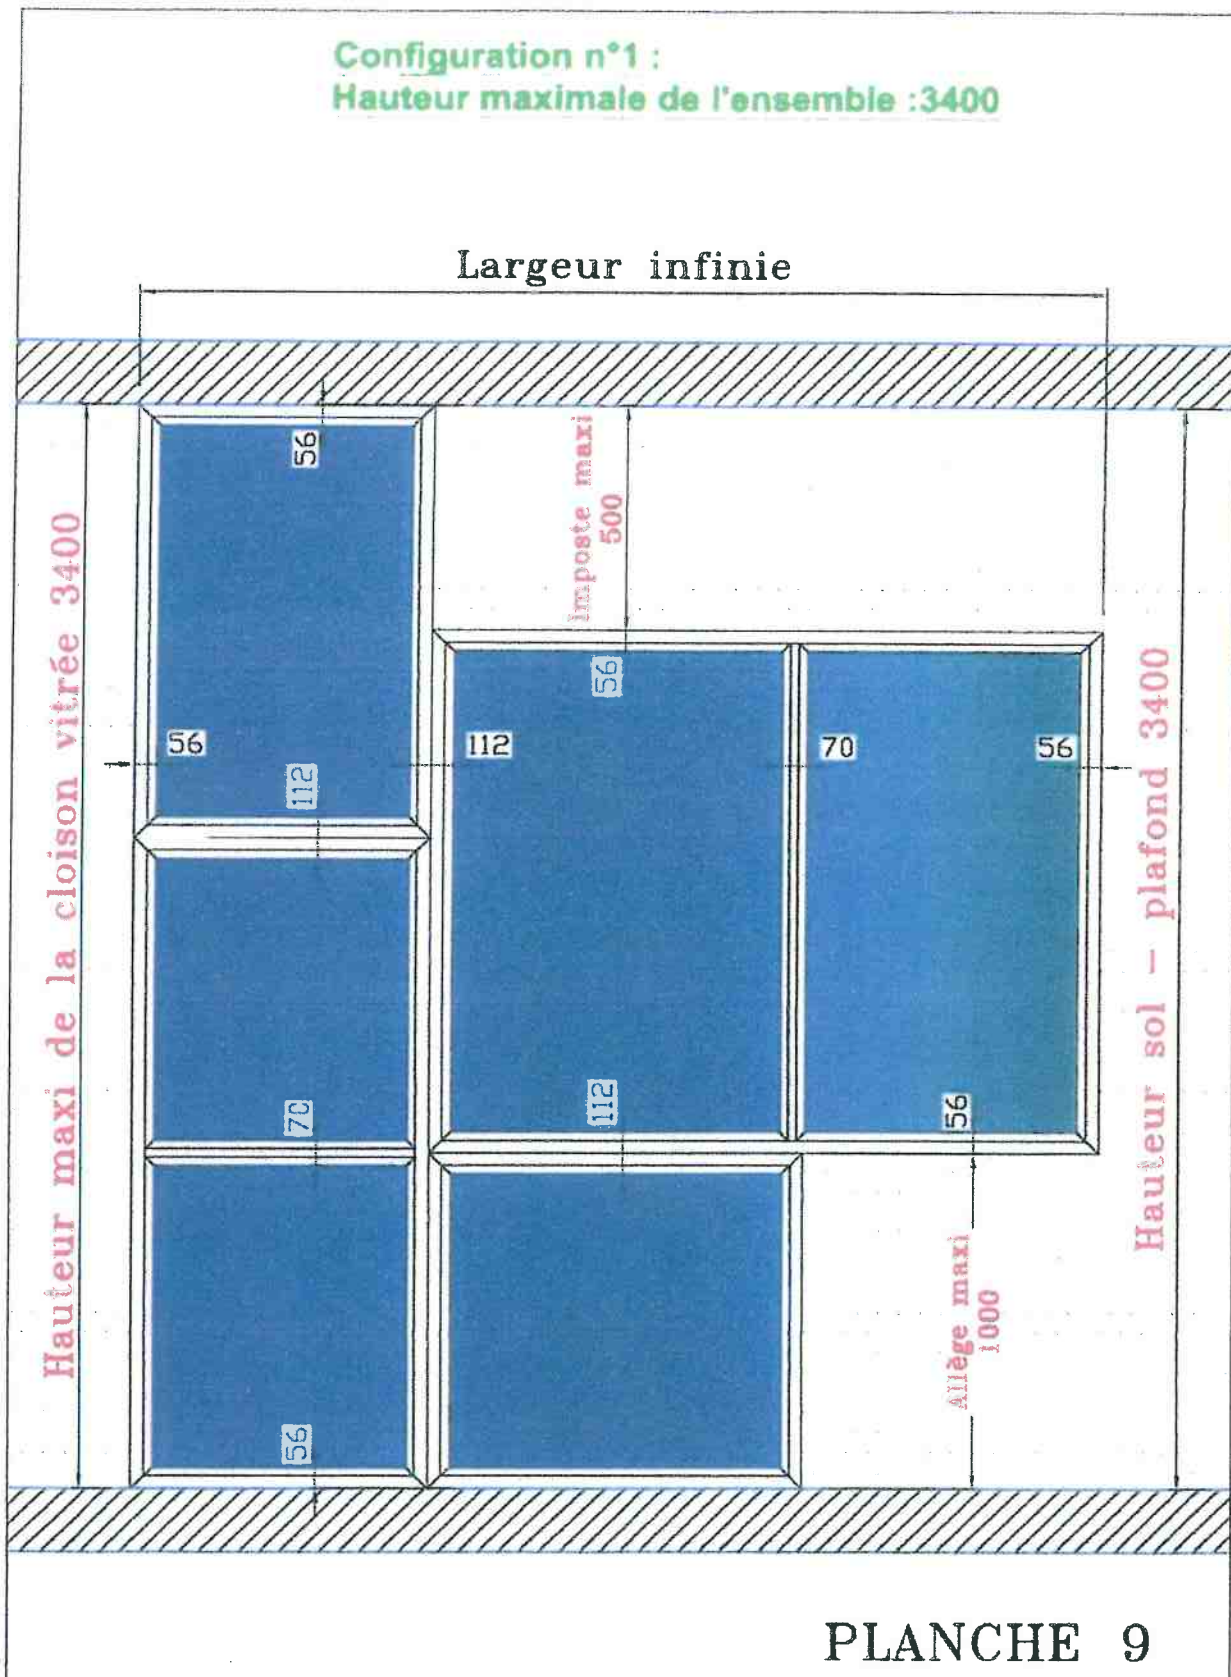 Configuration n°1 :
Hauteur maximale de l'ensemble :3400
Largeur infinie
Hauteur maxi de la cloison vitrée 3400
56
Imposte maxi
500
56
56
112
70
56
112
Hauteur sol - plafond 3400
70
112
56
Allège maxi
1000
56
PLANCHE 9